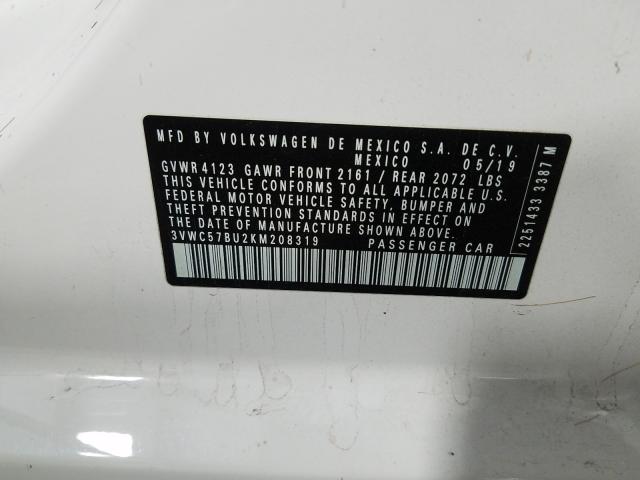 MFD BY VOLKSWAGEN DE MEXICO S.A. DE C.V.
MEXICO 05/19
GVWR 4123 GAWR FRONT 2161 / REAR 2072 LBS
THIS VEHICLE CONFORMS TO ALL APPLICABLE U.S.
FEDERAL MOTOR VEHICLE SAFETY, BUMPER AND
THEFT PREVENTION STANDARDS IN EFFECT ON
THE DATE OF MANUFACTURE SHOWN ABOVE.
3VWC57BU2KM208319 PASSENGER CAR
2251433 3387 M